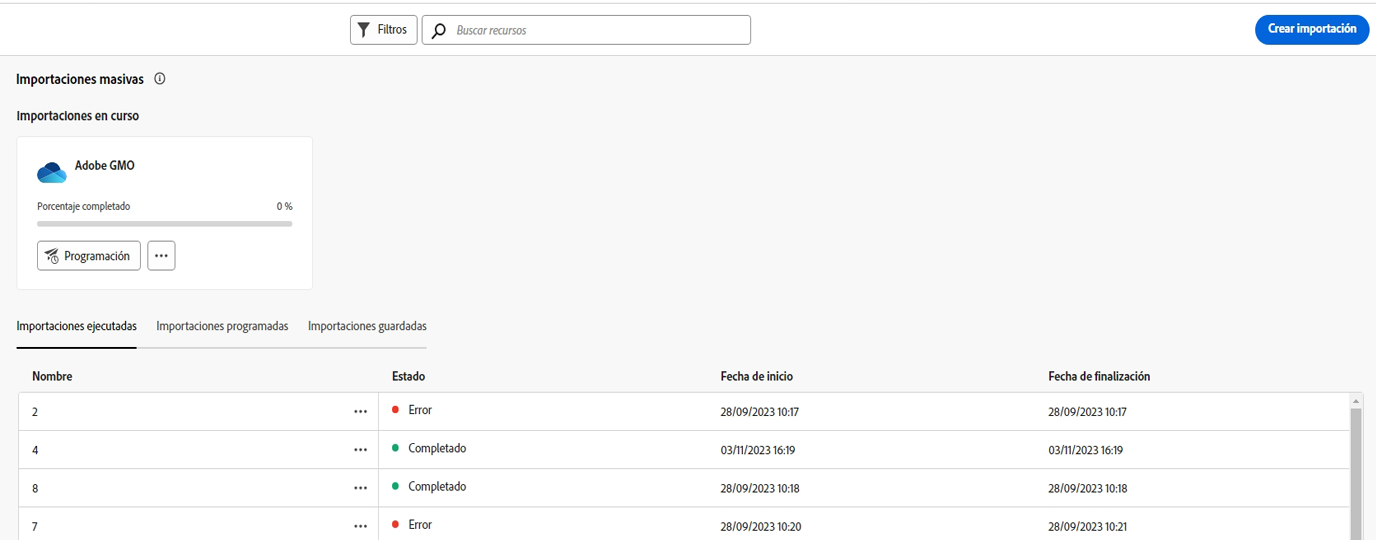 Filtros Buscar recursos Crear importación
Importaciones masivas
Importaciones en curso
Adobe GMO
Porcentaje completado 0 %
Programación
Importaciones ejecutadas Importaciones programadas Importaciones guardadas
Nombre Estado Fecha de inicio Fecha de finalización
2 Error 28/09/2023 10:17 28/09/2023 10:17
4 Completado 03/11/2023 16:19 03/11/2023 16:19
8 Completado 28/09/2023 10:18 28/09/2023 10:18
7 Error 28/09/2023 10:20 28/09/2023 10:21